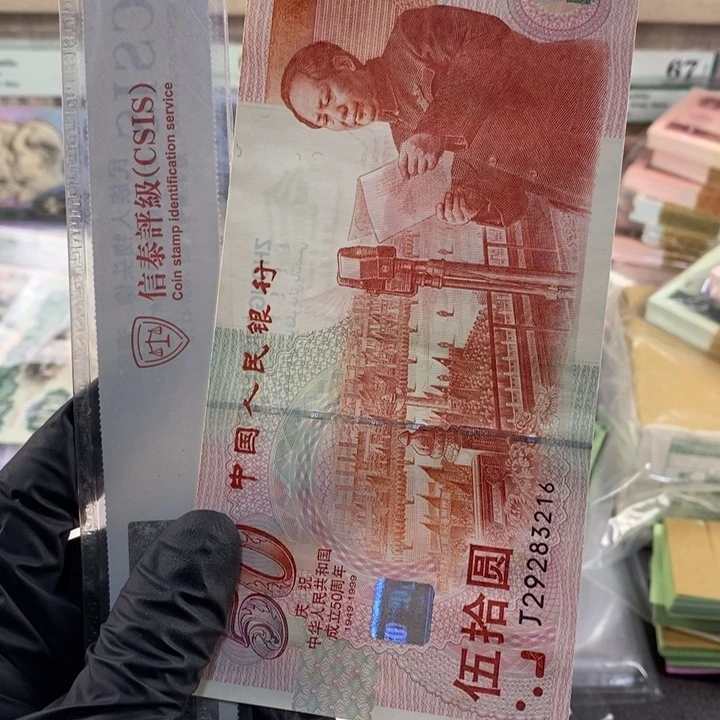 信泰評級(CSIS)
Coin stamp identification service
中国人民银行
50
庆祝
中华人民共和国
成立50周年
1949-1999
伍拾圆
J29283216
67